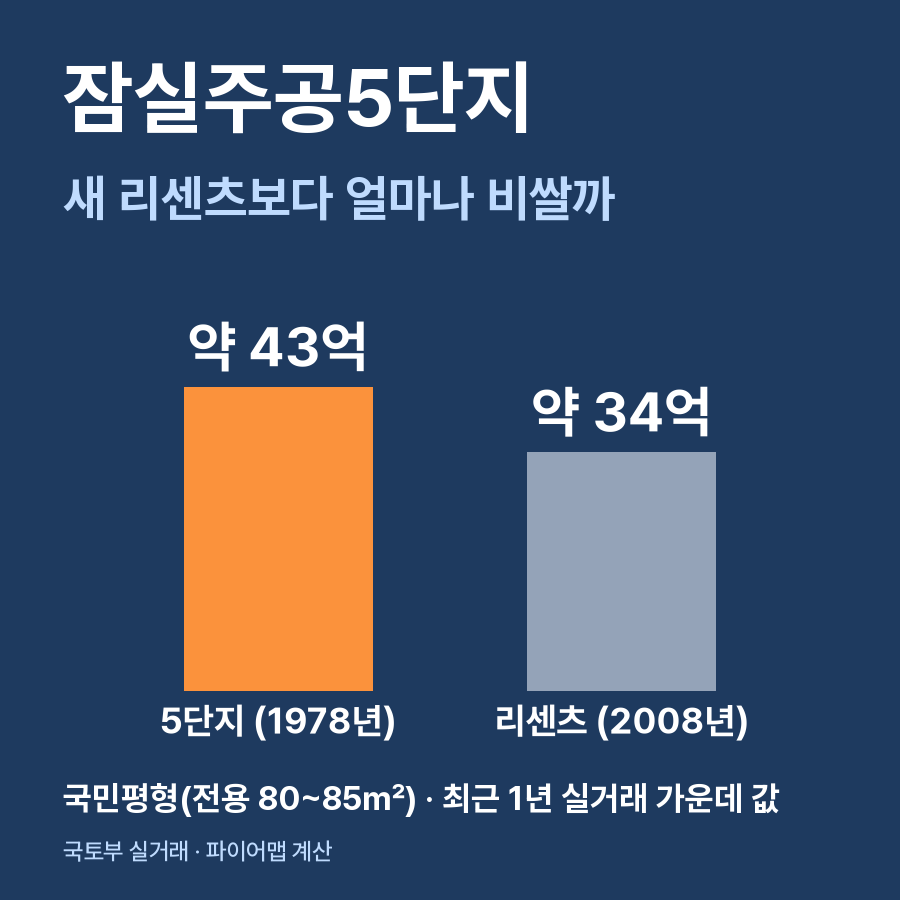 잠실주공5단지
새 리센츠보다 얼마나 비쌀까
약 43억
약 34억
5단지 (1978년)
리센츠 (2008년)
국민평형(전용 80~85m²) · 최근 1년 실거래 가운데 값
국토부 실거래 · 파이어맵 계산